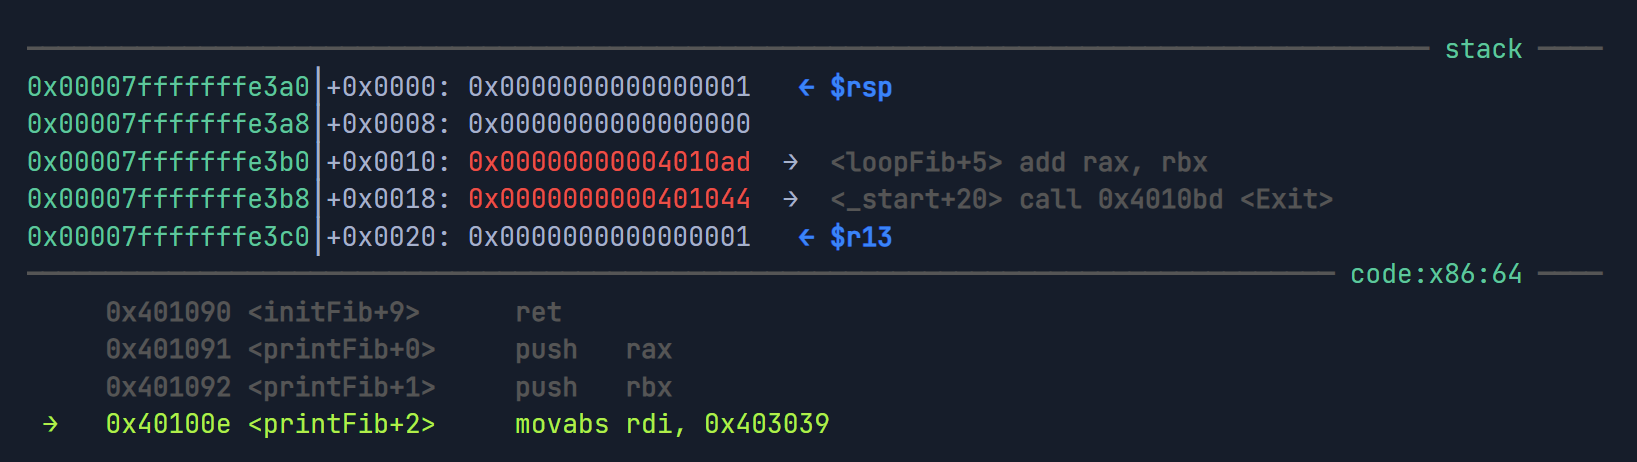 stack
0x00007fffffffe3a0│+0x0000: 0x0000000000000001   ← $rsp
0x00007fffffffe3a8│+0x0008: 0x0000000000000000
0x00007fffffffe3b0│+0x0010: 0x00000000004010ad  →  <loopFib+5> add rax, rbx
0x00007fffffffe3b8│+0x0018: 0x0000000000401044  →  <_start+20> call 0x4010bd <Exit>
0x00007fffffffe3c0│+0x0020: 0x0000000000000001   ← $r13
code:x86:64
0x401090 <initFib+9>      ret
0x401091 <printFib+0>     push   rax
0x401092 <printFib+1>     push   rbx
→   0x40100e <printFib+2>     movabs rdi, 0x403039